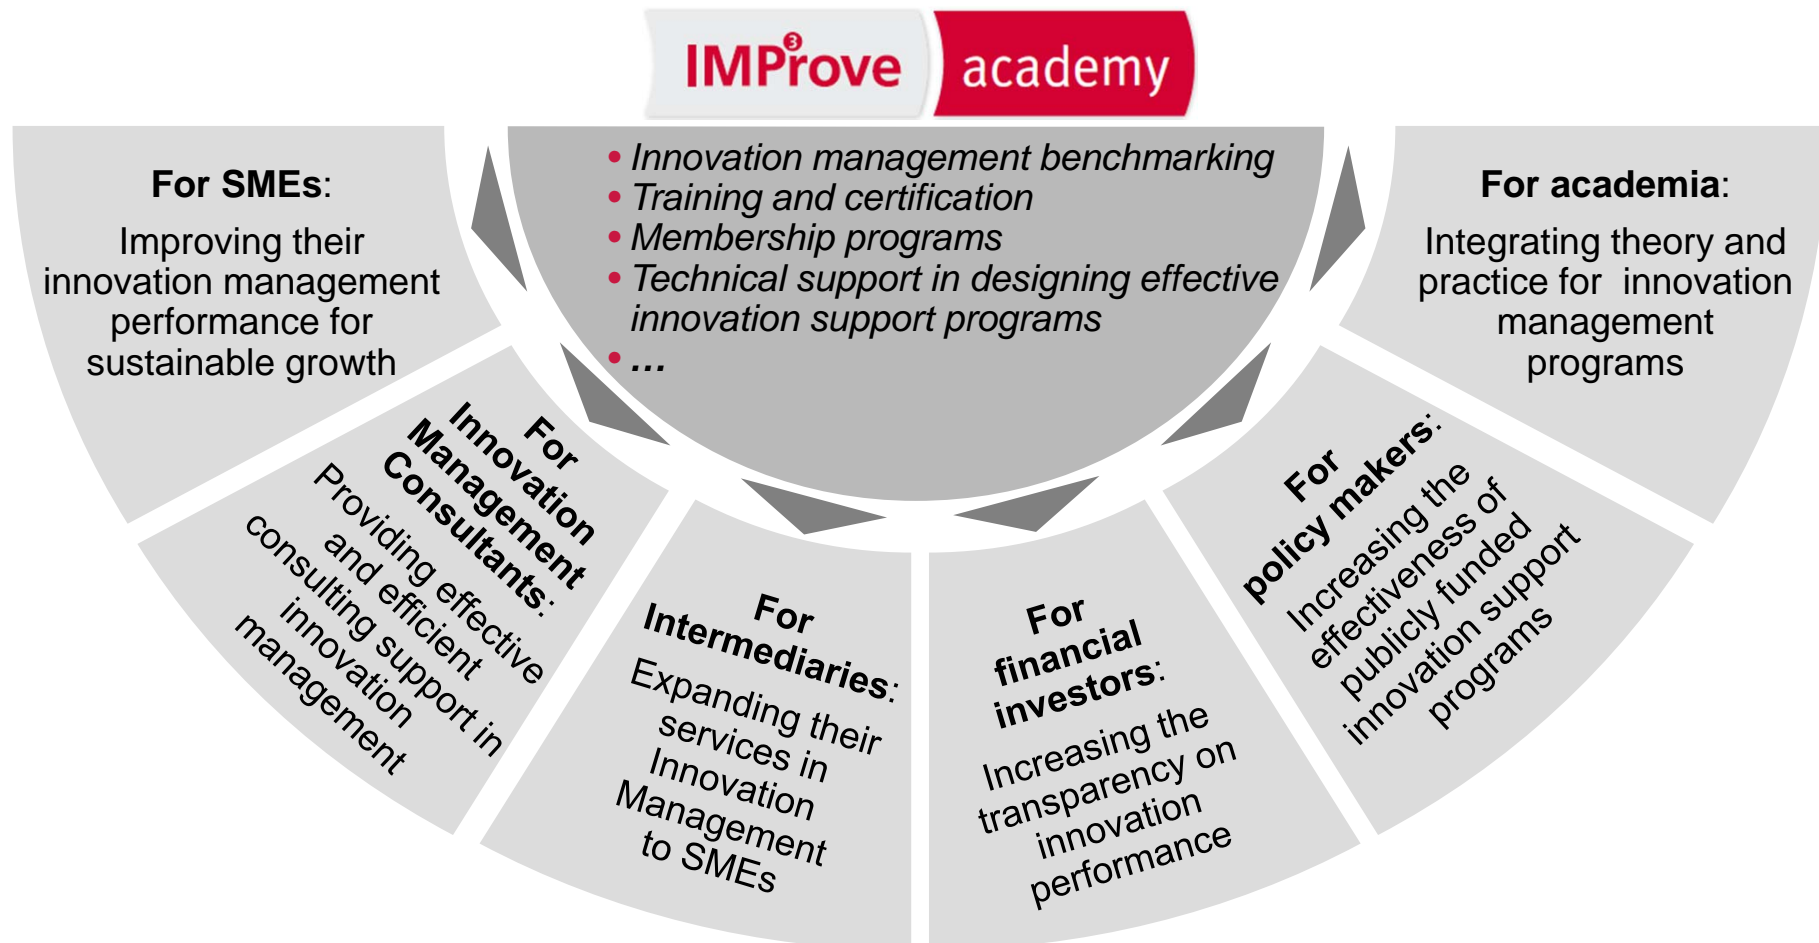 IMP³rove academy
• Innovation management benchmarking
• Training and certification
• Membership programs
• Technical support in designing effective
innovation support programs
• ...
For SMEs:
Improving their
innovation management
performance for
sustainable growth
For
Innovation
Management
Consultants:
Providing effective
and efficient
consulting support in
innovation
management
For
Intermediaries:
Expanding their
services in
Innovation
Management
to SMEs
For
financial
investors:
Increasing the
transparency on
innovation
performance
For
policy makers:
Increasing the
effectiveness of
publicly funded
innovation support
programs
For academia:
Integrating theory and
practice for  innovation
management
programs